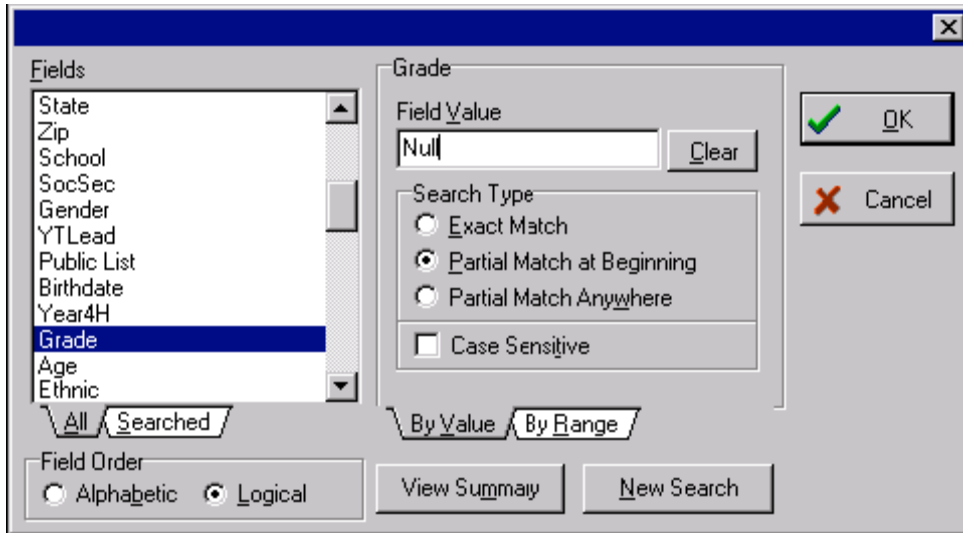 Fields
State
Zip
School
SocSec
Gender
YTLead
Public List
Birthdate
Year4H
Grade
Age
Ethnic
All
Searched
Field Order
Alphabetic
Logical
Grade
Field Value
Null
Clear
Search Type
Exact Match
Partial Match at Beginning
Partial Match Anywhere
Case Sensitive
By Value
By Range
View Summary
New Search
OK
Cancel